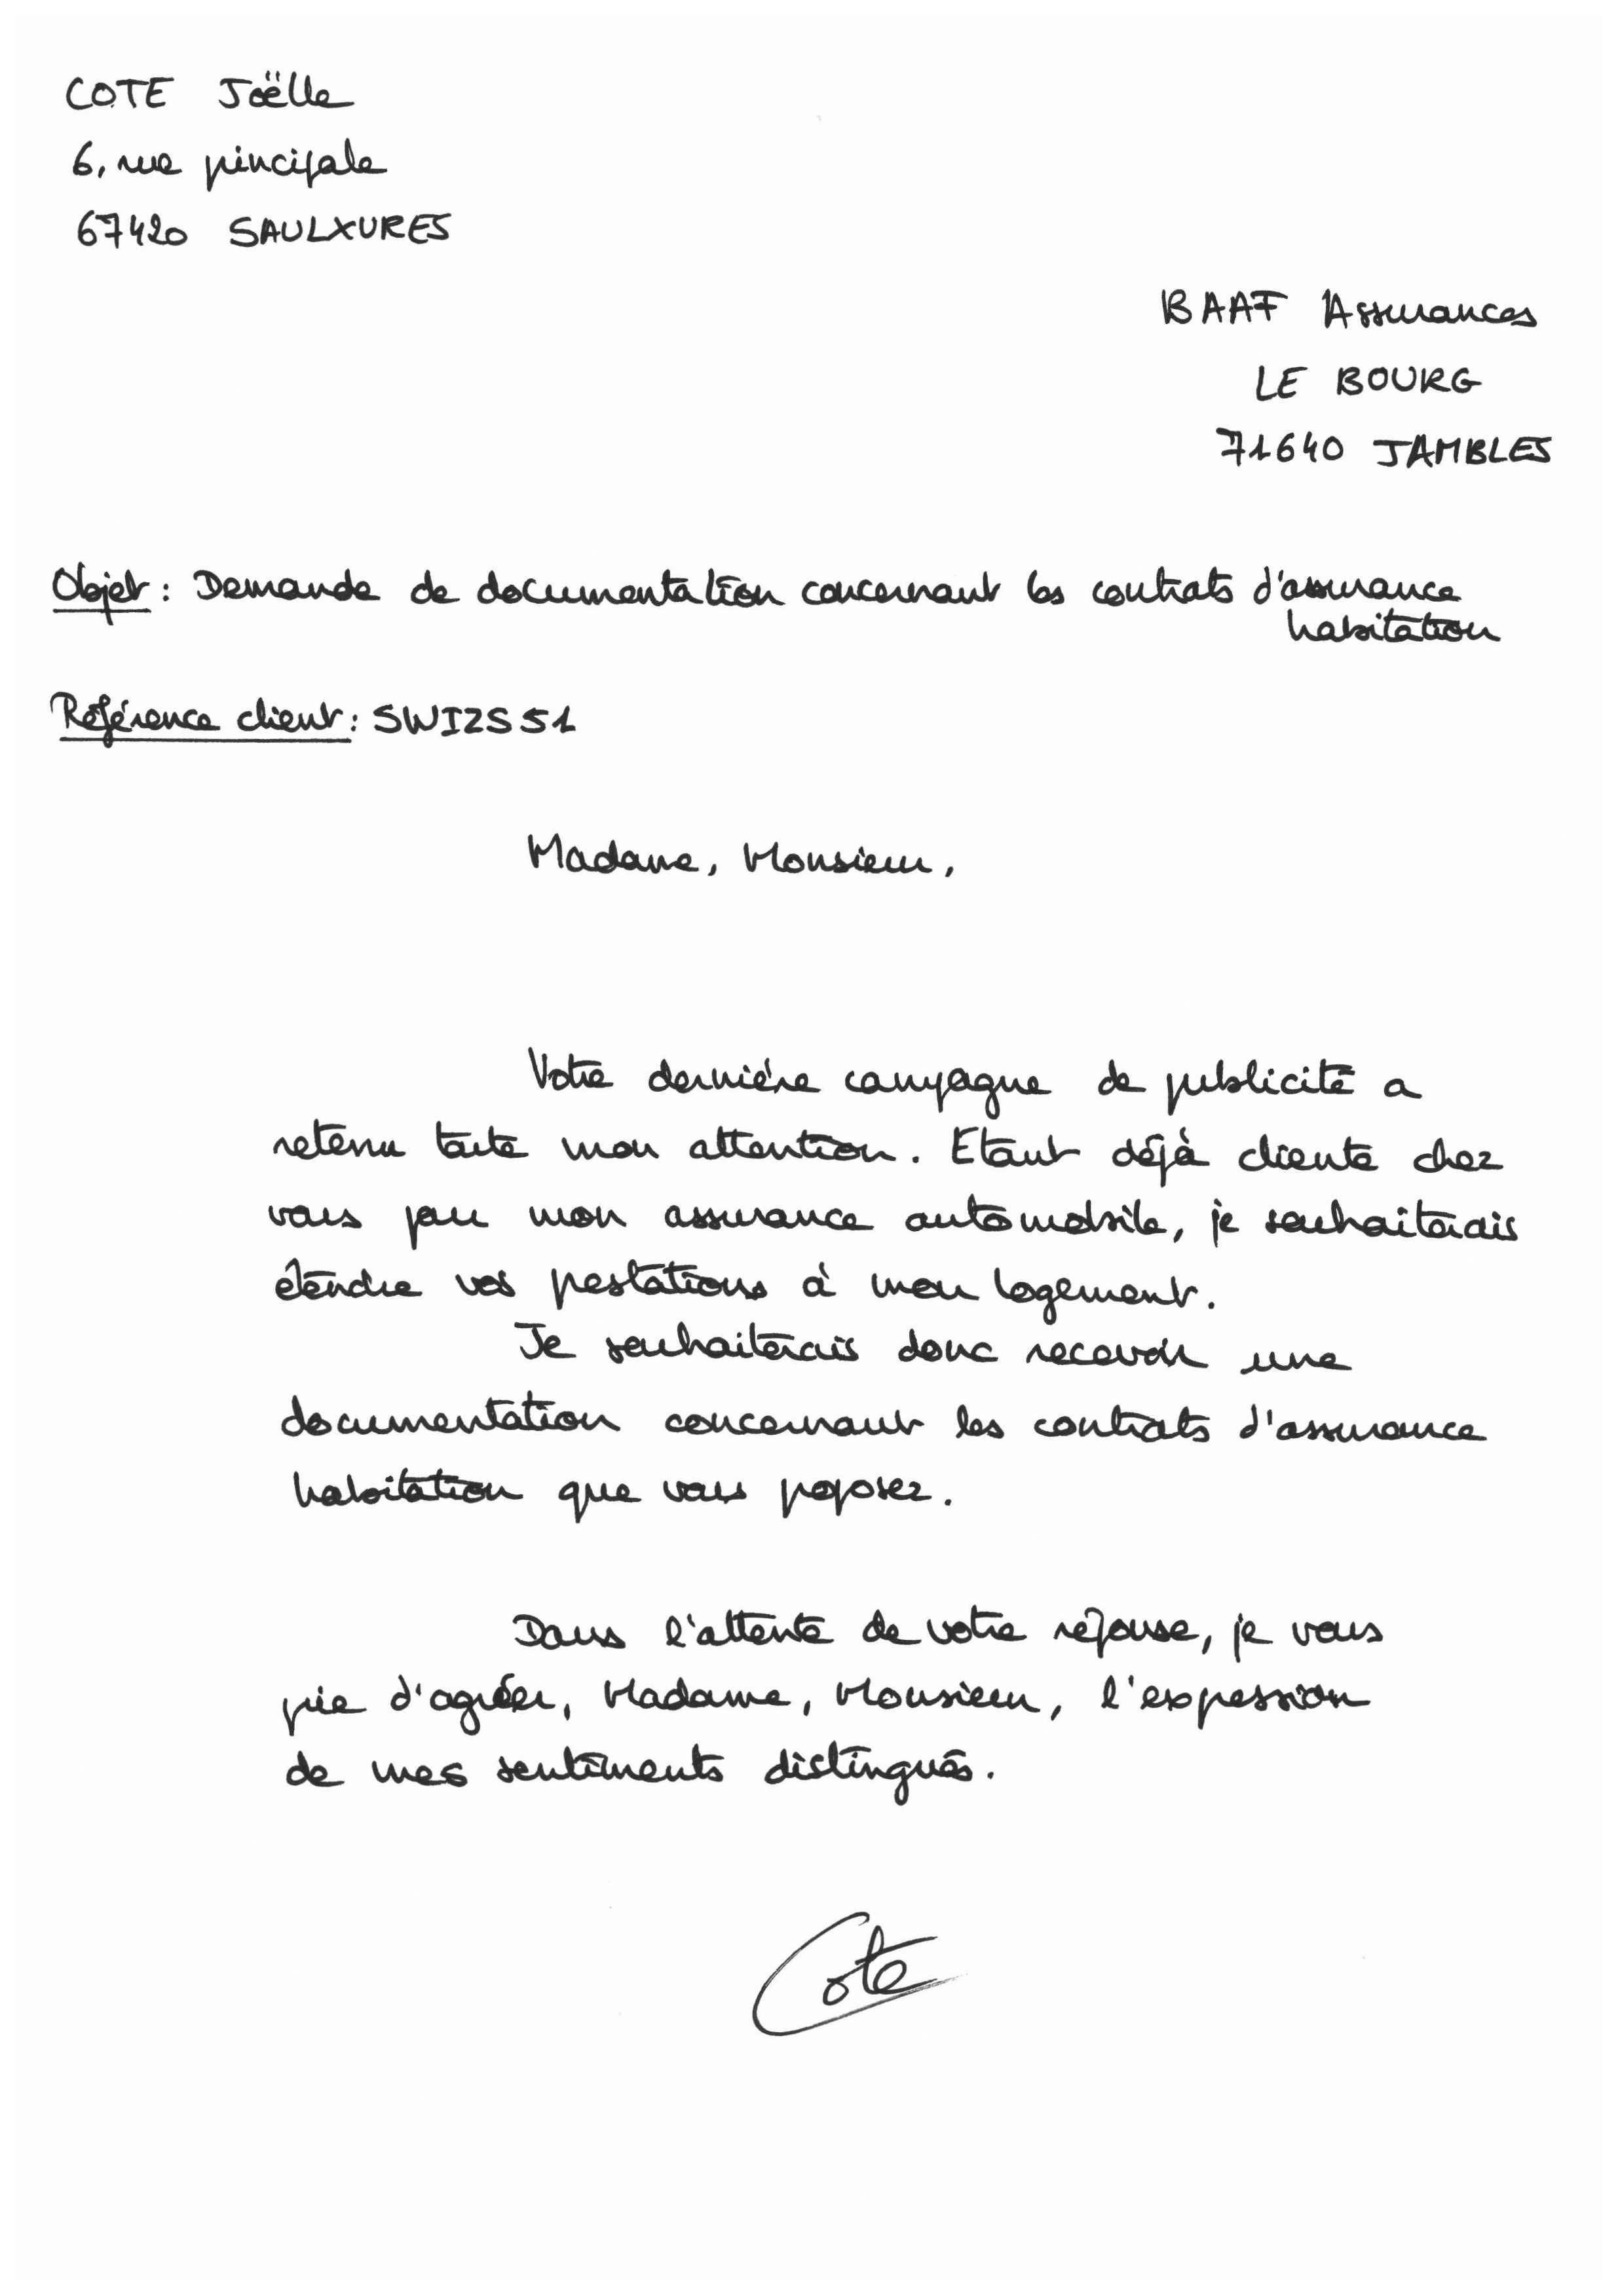 COTE Joëlle
6, rue principale
67420 SAULXURES
BAAF Assurances
LE BOURG
71640 JAMBLES
Objet : Demande de documentation concernant les contrats d'assurance
habitation
Référence client : SWIZS51
Madame, Monsieur,
Votre dernière campagne de publicité a
retenu toute mon attention. Etant déjà cliente chez
vous pour mon assurance automobile, je souhaiterais
étendre vos prestations à mon logement.
Je souhaiterais donc recevoir une
documentation concernant les contrats d'assurance
habitation que vous proposez.
Dans l'attente de votre réponse, je vous
prie d'agréer, Madame, Monsieur, l'expression
de mes sentiments distingués.
Cote